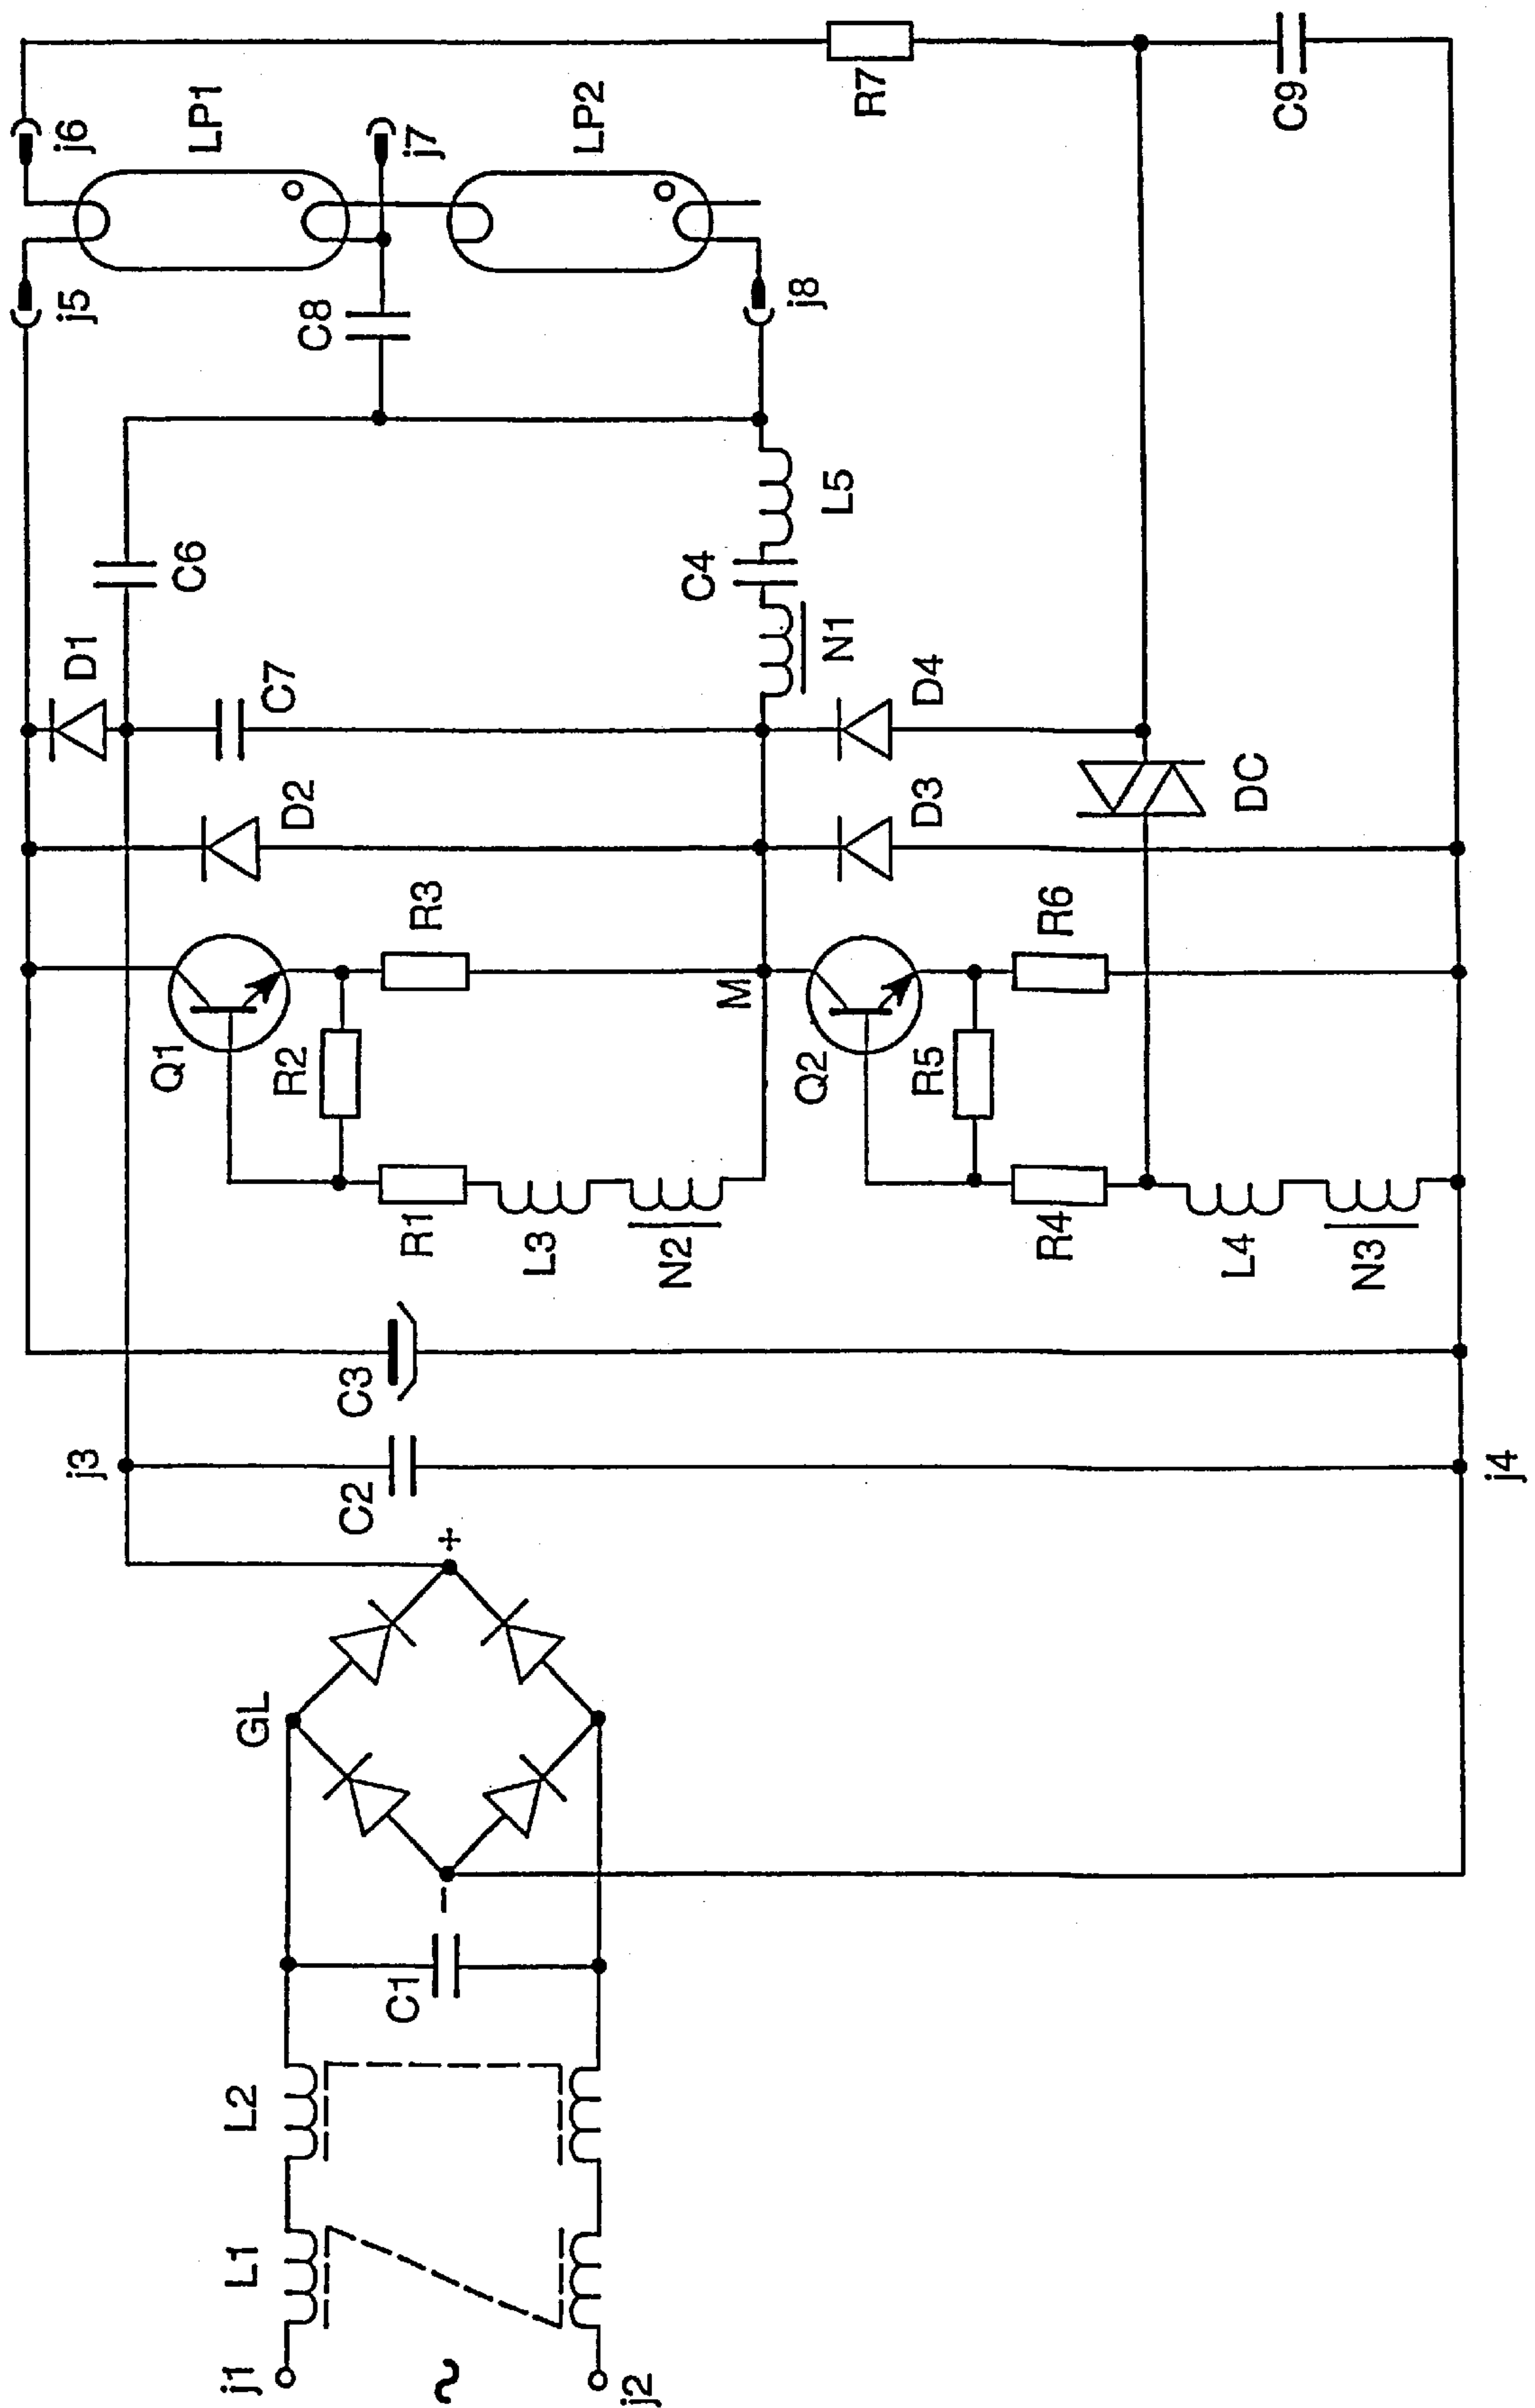 j1
~
j2
L1
L2
C1
GL
-
+
j3
C2
C3
j4
R1
L3
N2
R2
Q1
R3
M
Q2
R5
R4
L4
N3
R6
D2
D3
D1
C7
D4
DC
C6
N1
C4
L5
C8
j5
j6
LP1
j7
LP2
j8
R7
C9